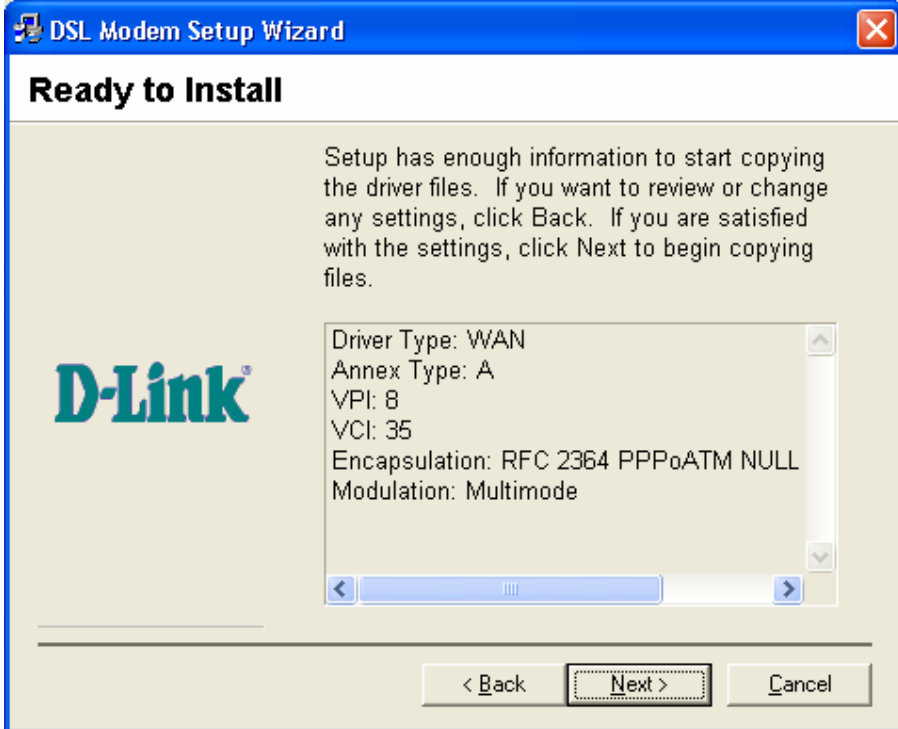 DSL Modem Setup Wizard
Ready to Install
Setup has enough information to start copying
the driver files.  If you want to review or change
any settings, click Back.  If you are satisfied
with the settings, click Next to begin copying
files.
D-Link
Driver Type: WAN
Annex Type: A
VPI: 8
VCI: 35
Encapsulation: RFC 2364 PPPoATM NULL
Modulation: Multimode
< Back
Next >
Cancel